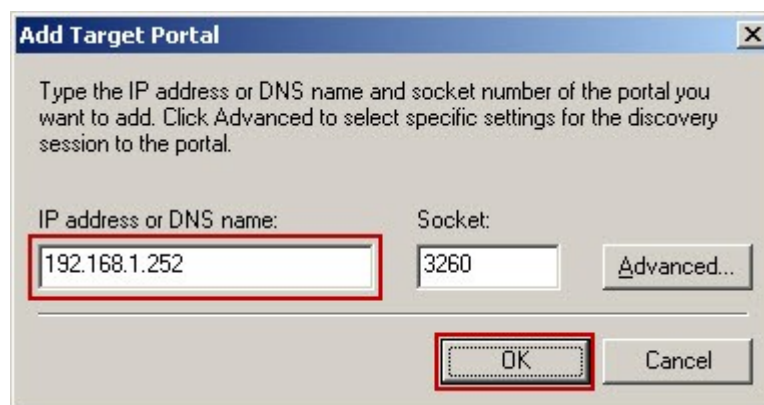 Add Target Portal
Type the IP address or DNS name and socket number of the portal you
want to add. Click Advanced to select specific settings for the discovery
session to the portal.
IP address or DNS name: Socket:
192.168.1.252 3260 Advanced...
OK Cancel